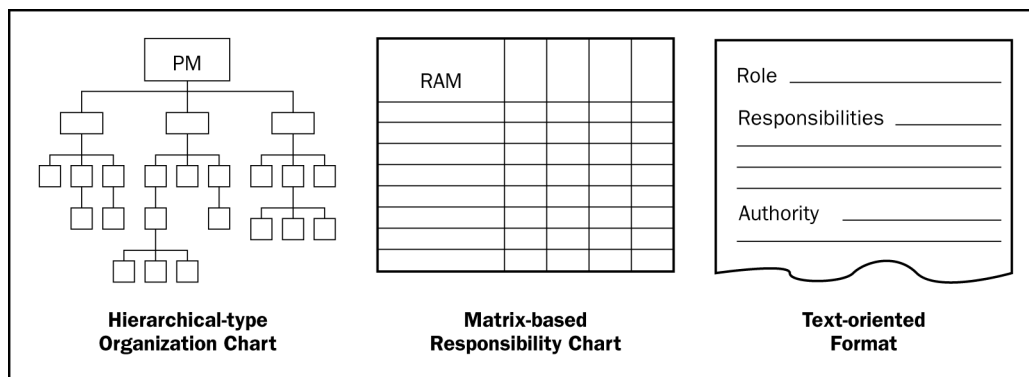 PM
RAM
Role
Responsibilities
Authority
Hierarchical-type
Organization Chart
Matrix-based
Responsibility Chart
Text-oriented
Format